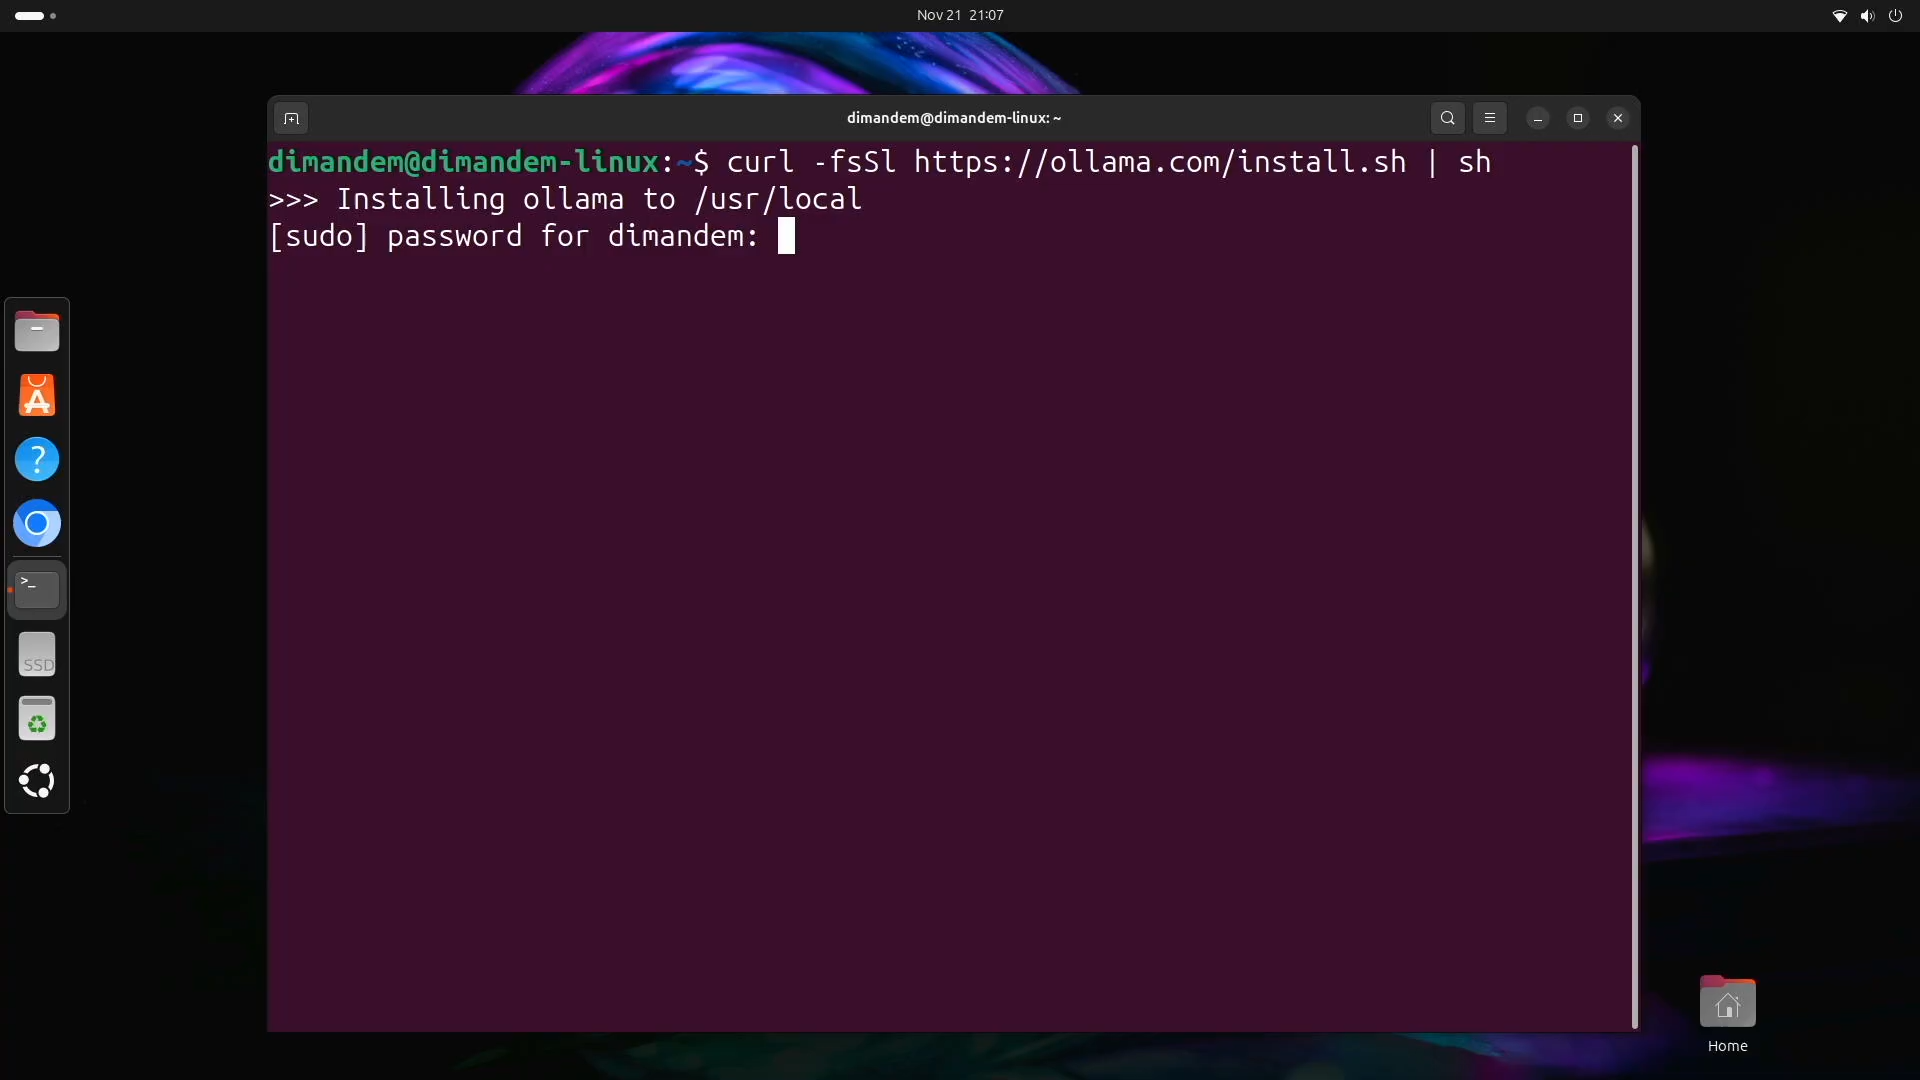 Nov 21 21:07
dimandem@dimandem-linux: ~
dimandem@dimandem-linux:~$ curl -fsSl https://ollama.com/install.sh | sh
>>> Installing ollama to /usr/local
[sudo] password for dimandem:
?
>_
SSD
Home